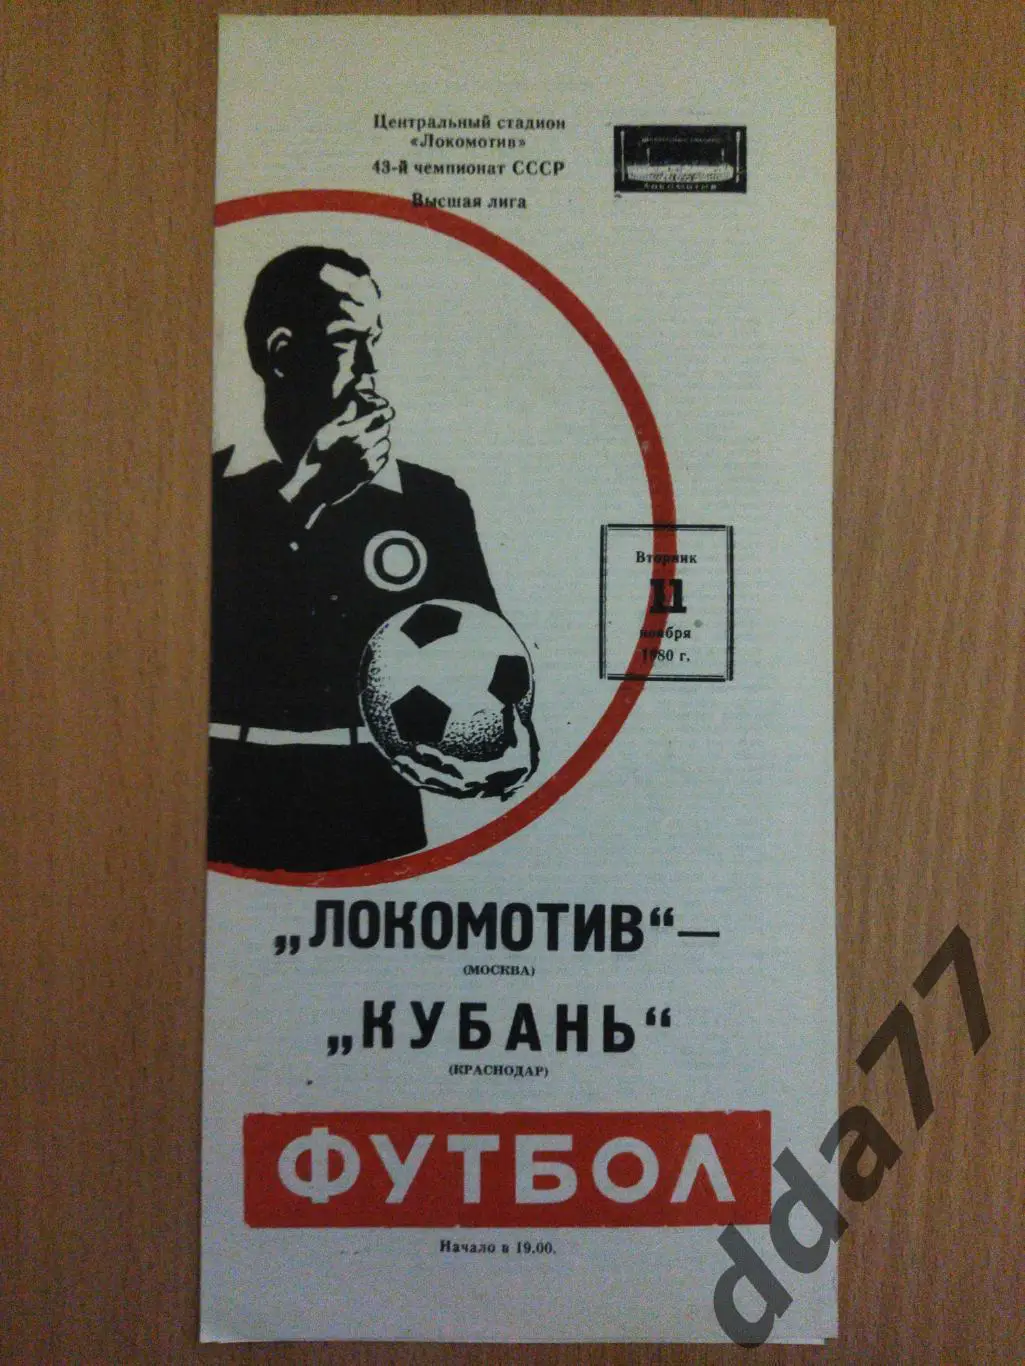 Центральный стадион
«Локомотив»
43-й чемпионат СССР
Высшая лига
ЛОКОМОТИВ
Вторник
11
ноября
1980 г.
„ЛОКОМОТИВ“—
(МОСКВА)
„КУБАНЬ“
(КРАСНОДАР)
ФУТБОЛ
Начало в 19.00.
dda77